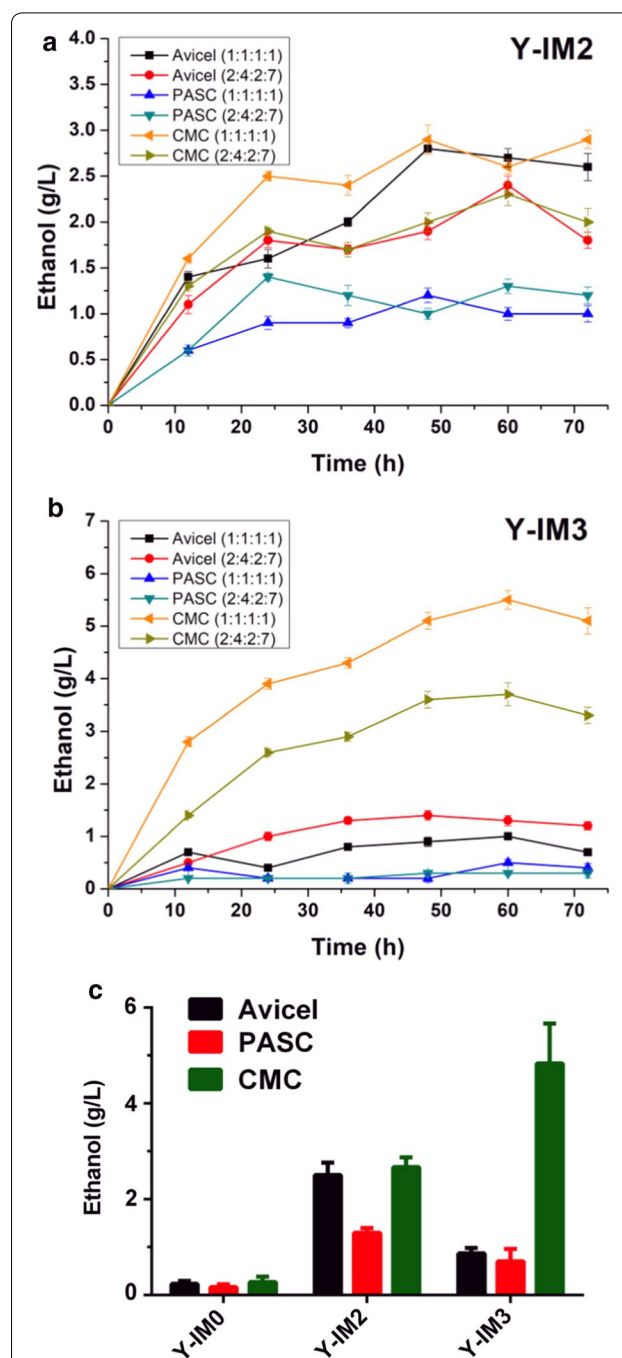 a
Y-IM2
4.0
3.5
3.0
2.5
2.0
1.5
1.0
0.5
0.0
Ethanol (g/L)
Avicel (1:1:1:1)
Avicel (2:4:2:7)
PASC (1:1:1:1)
PASC (2:4:2:7)
CMC (1:1:1:1)
CMC (2:4:2:7)
0 10 20 30 40 50 60 70
Time (h)
b
Y-IM3
7
6
5
4
3
2
1
0
Ethanol (g/L)
Avicel (1:1:1:1)
Avicel (2:4:2:7)
PASC (1:1:1:1)
PASC (2:4:2:7)
CMC (1:1:1:1)
CMC (2:4:2:7)
0 10 20 30 40 50 60 70
Time (h)
c
6
4
2
0
Ethanol (g/L)
Avicel
PASC
CMC
Y-IM0
Y-IM2
Y-IM3